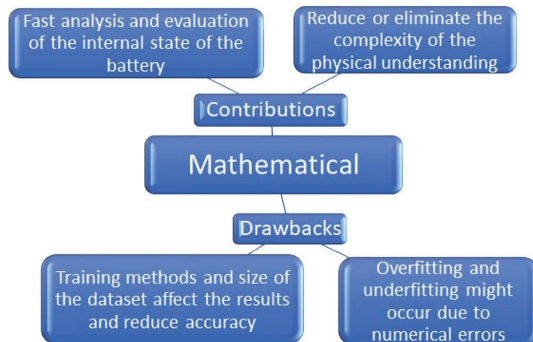 Fast analysis and evaluation
of the internal state of the
battery
Reduce or eliminate the
complexity of the
physical understanding
Contributions
Mathematical
Drawbacks
Training methods and size of
the dataset affect the results
and reduce accuracy
Overfitting and
underfitting might
occur due to
numerical errors